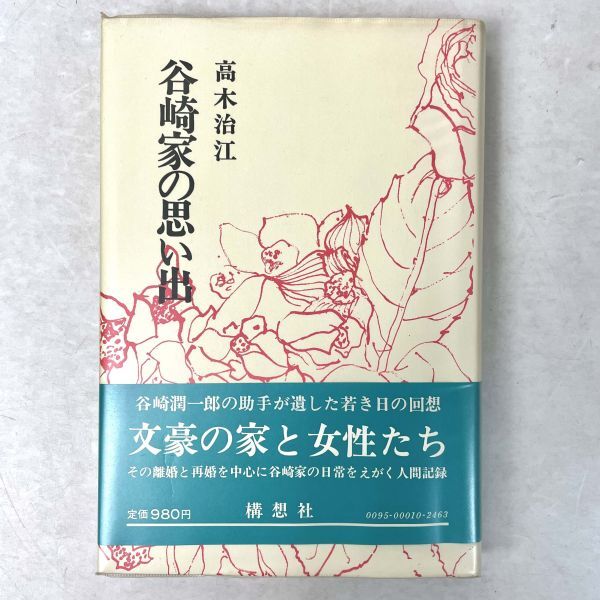 高木治江
谷崎家の思い出
谷崎潤一郎の助手が遺した若き日の回想
文豪の家と女性たち
その離婚と再婚を中心に谷崎家の日常をえがく人間記録
定価980円
構想社
0095-00010-2463